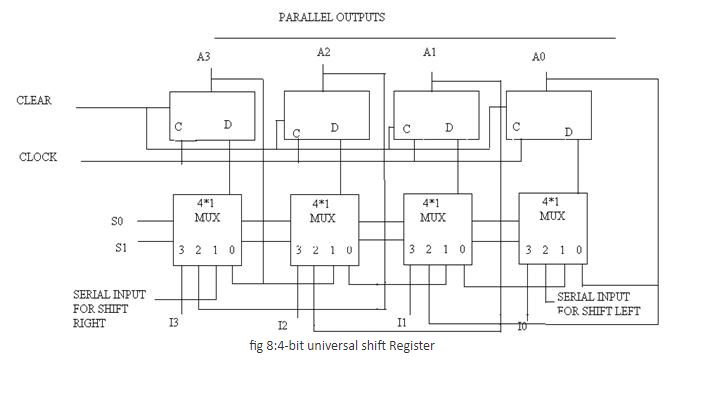 PARALLEL OUTPUTS
A3 A2 A1 A0
CLEAR
C D C D C D C D
CLOCK
4*1 4*1 4*1 4*1
MUX MUX MUX MUX
S0
S1
3 2 1 0 3 2 1 0 3 2 1 0 3 2 1 0
SERIAL INPUT
FOR SHIFT
RIGHT
I3 I2 I1 I0
SERIAL INPUT
FOR SHIFT LEFT
fig 8:4-bit universal shift Register